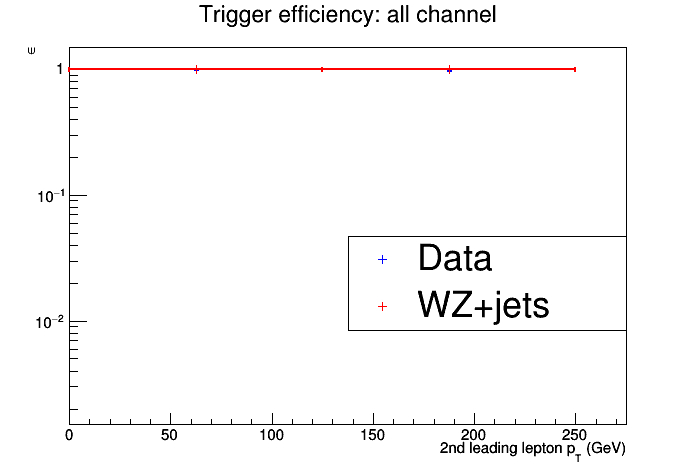 Trigger efficiency: all channel
ϵ
1
10⁻¹
10⁻²
Data
WZ+jets
0 50 100 150 200 250
2nd leading lepton p_T (GeV)